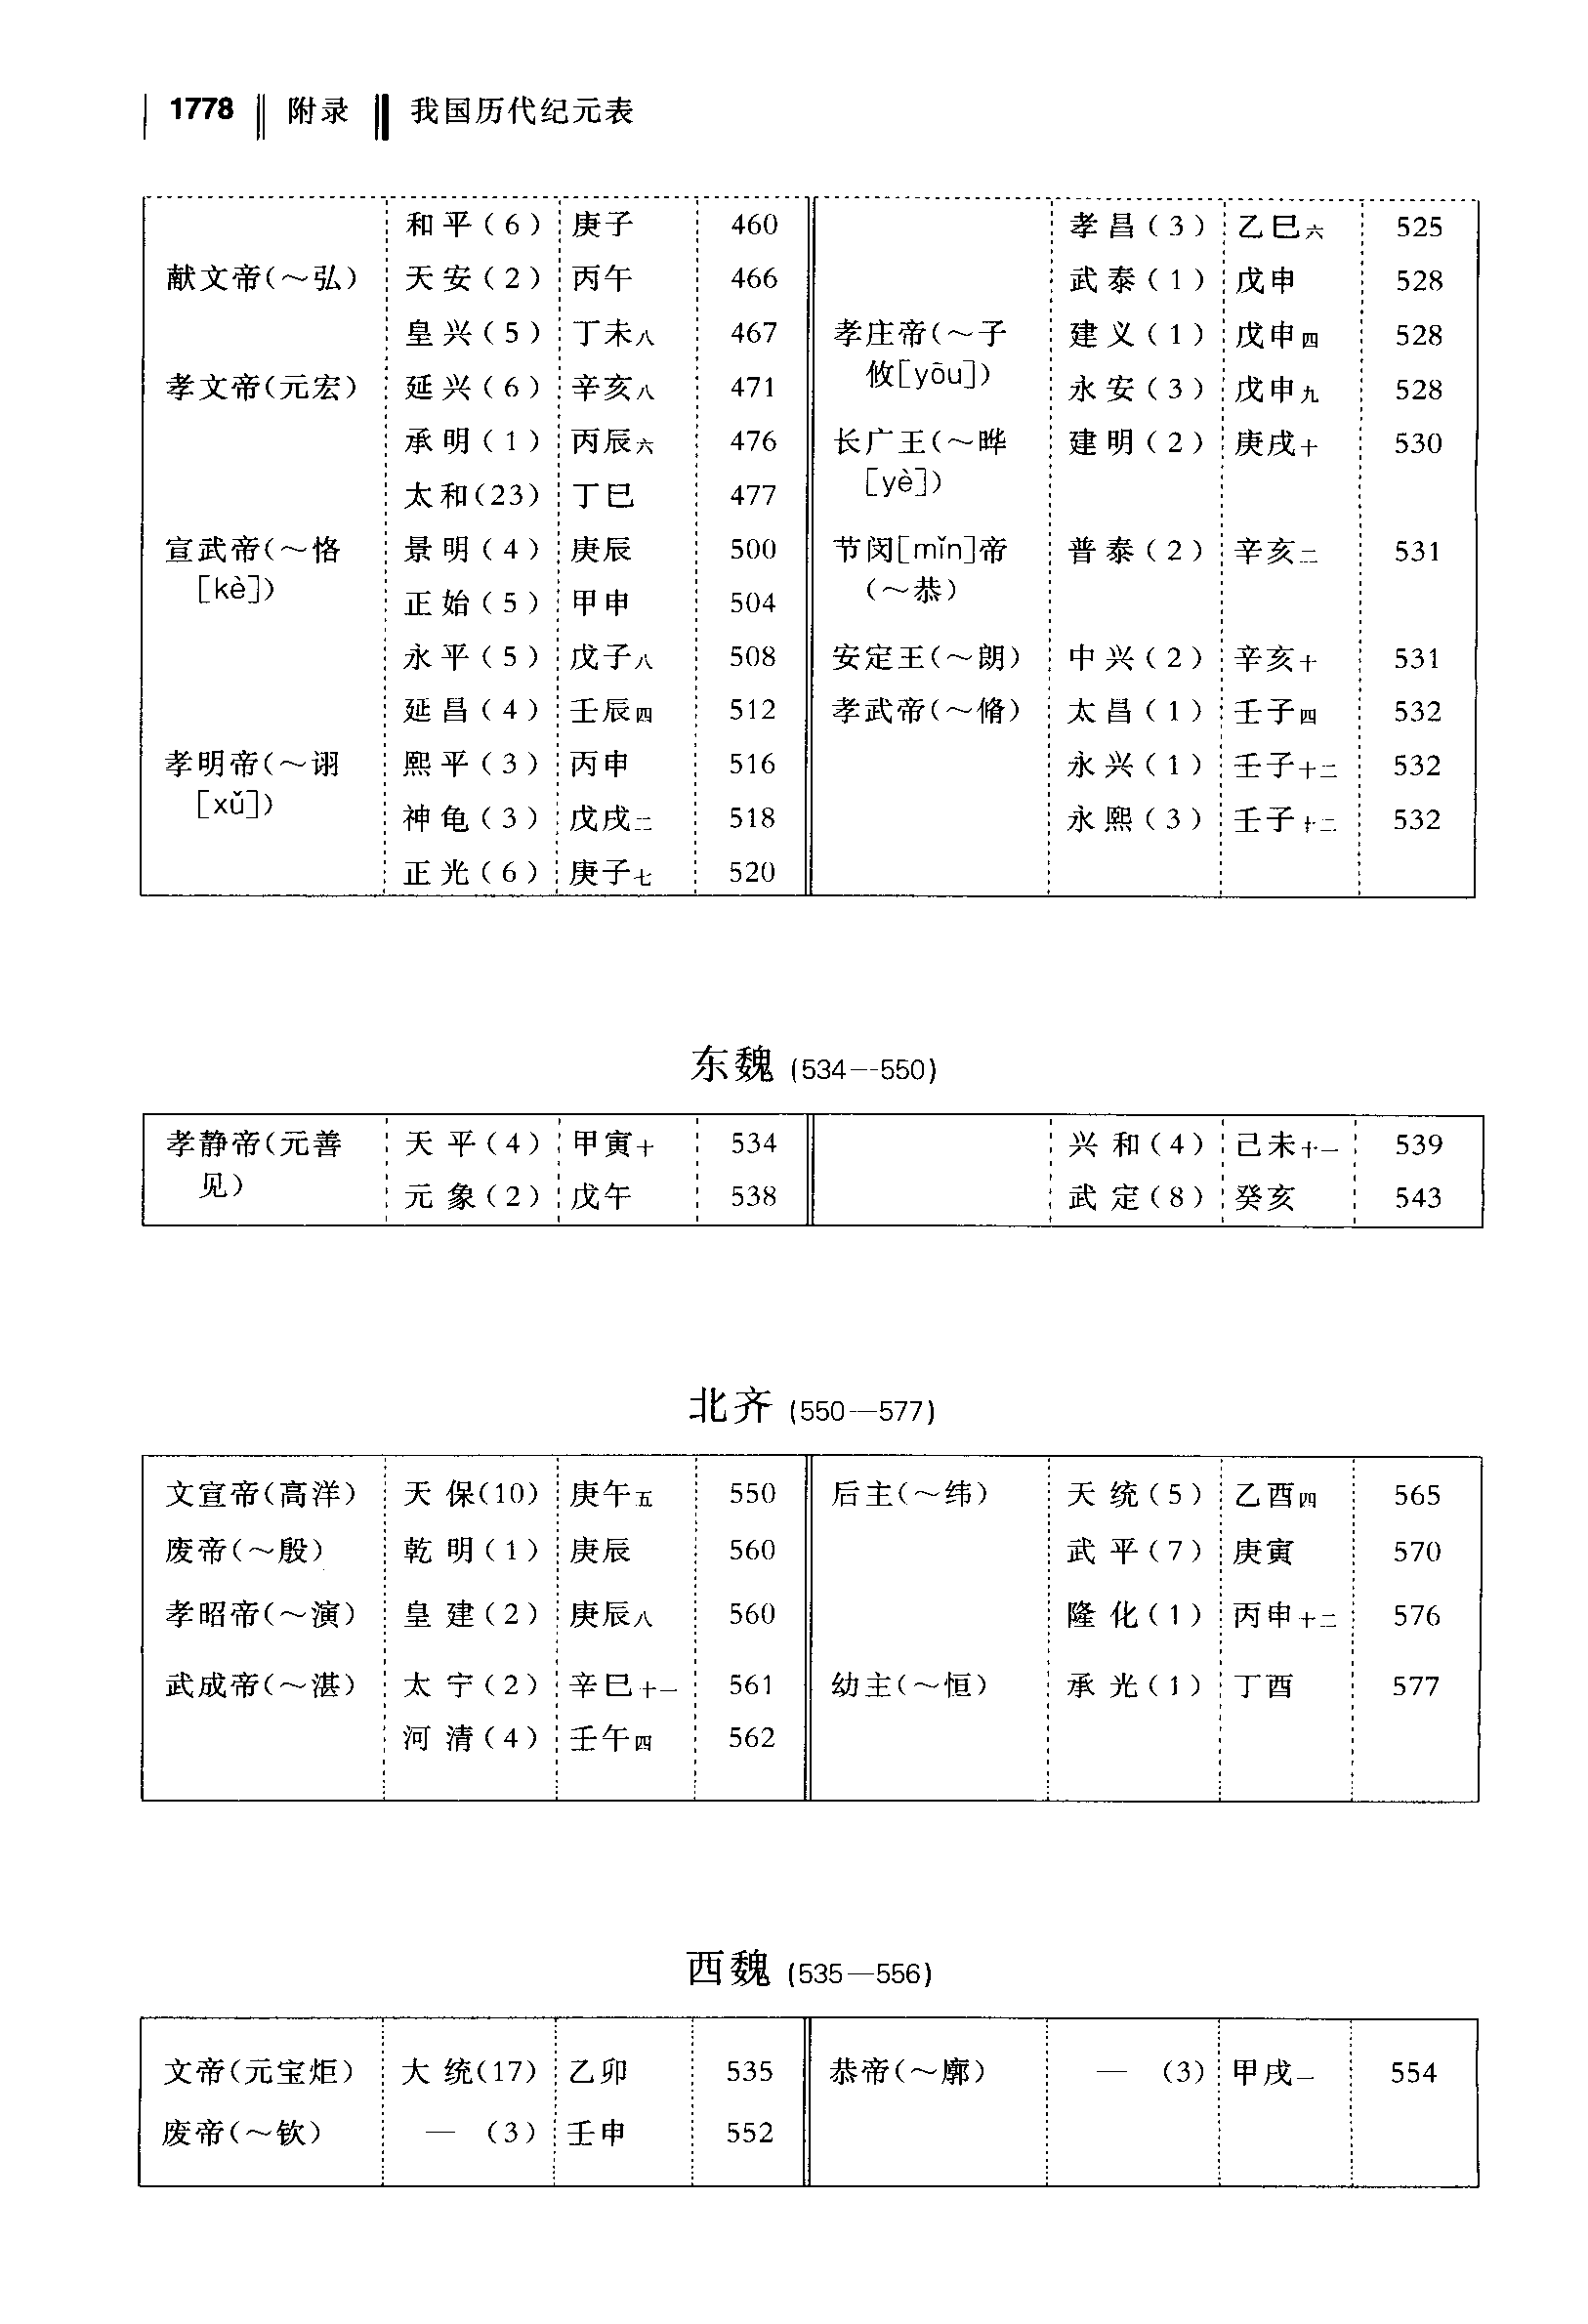 1778 附录 我国历代纪元表
和平(6) 庚子 460
献文帝(～弘) 天安(2) 丙午 466
皇兴(5) 丁未八 467
孝文帝(元宏) 延兴(6) 辛亥八 471
承明(1) 丙辰六 476
太和(23) 丁巳 477
宣武帝(～恪 景明(4) 庚辰 500
[kè]) 正始(5) 甲申 504
永平(5) 戊子八 508
延昌(4) 壬辰四 512
孝明帝(～诩 熙平(3) 丙申 516
[xǔ]) 神龟(3) 戊戌二 518
正光(6) 庚子七 520
孝昌(3) 乙巳六 525
武泰(1) 戊申 528
孝庄帝(～子 建义(1) 戊申四 528
攸[yōu]) 永安(3) 戊申九 528
长广王(～晔 建明(2) 庚戌十 530
[yè])
节闵[mǐn]帝 普泰(2) 辛亥二 531
(～恭)
安定王(～朗) 中兴(2) 辛亥十 531
孝武帝(～脩) 太昌(1) 壬子四 532
永兴(1) 壬子十二 532
永熙(3) 壬子十二 532
东魏 (534—550)
孝静帝(元善 天平(4) 甲寅十 534
见) 元象(2) 戊午 538
兴和(4) 己未十一 539
武定(8) 癸亥 543
北齐 (550—577)
文宣帝(高洋) 天保(10) 庚午五 550
废帝(～殷) 乾明(1) 庚辰 560
孝昭帝(～演) 皇建(2) 庚辰八 560
武成帝(～湛) 太宁(2) 辛巳十一 561
河清(4) 壬午四 562
后主(～纬) 天统(5) 乙酉四 565
武平(7) 庚寅 570
隆化(1) 丙申十二 576
幼主(～恒) 承光(1) 丁酉 577
西魏 (535—556)
文帝(元宝炬) 大统(17) 乙卯 535
废帝(～钦) — (3) 壬申 552
恭帝(～廓) — (3) 甲戌一 554